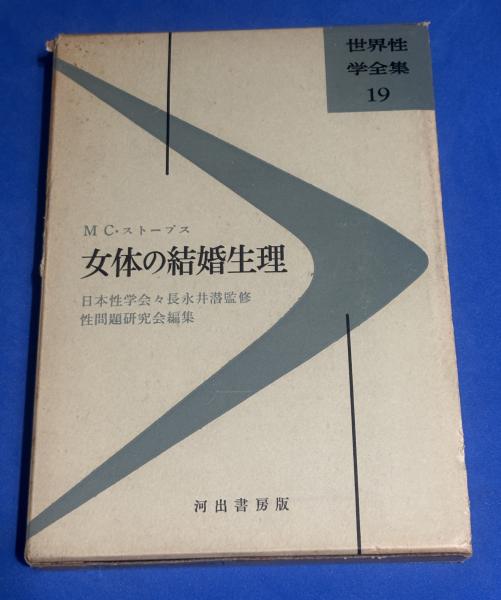 世界性
学全集
19
M C・ストープス
女体の結婚生理
日本性学会々長永井潜監修
性問題研究会編集
河出書房版